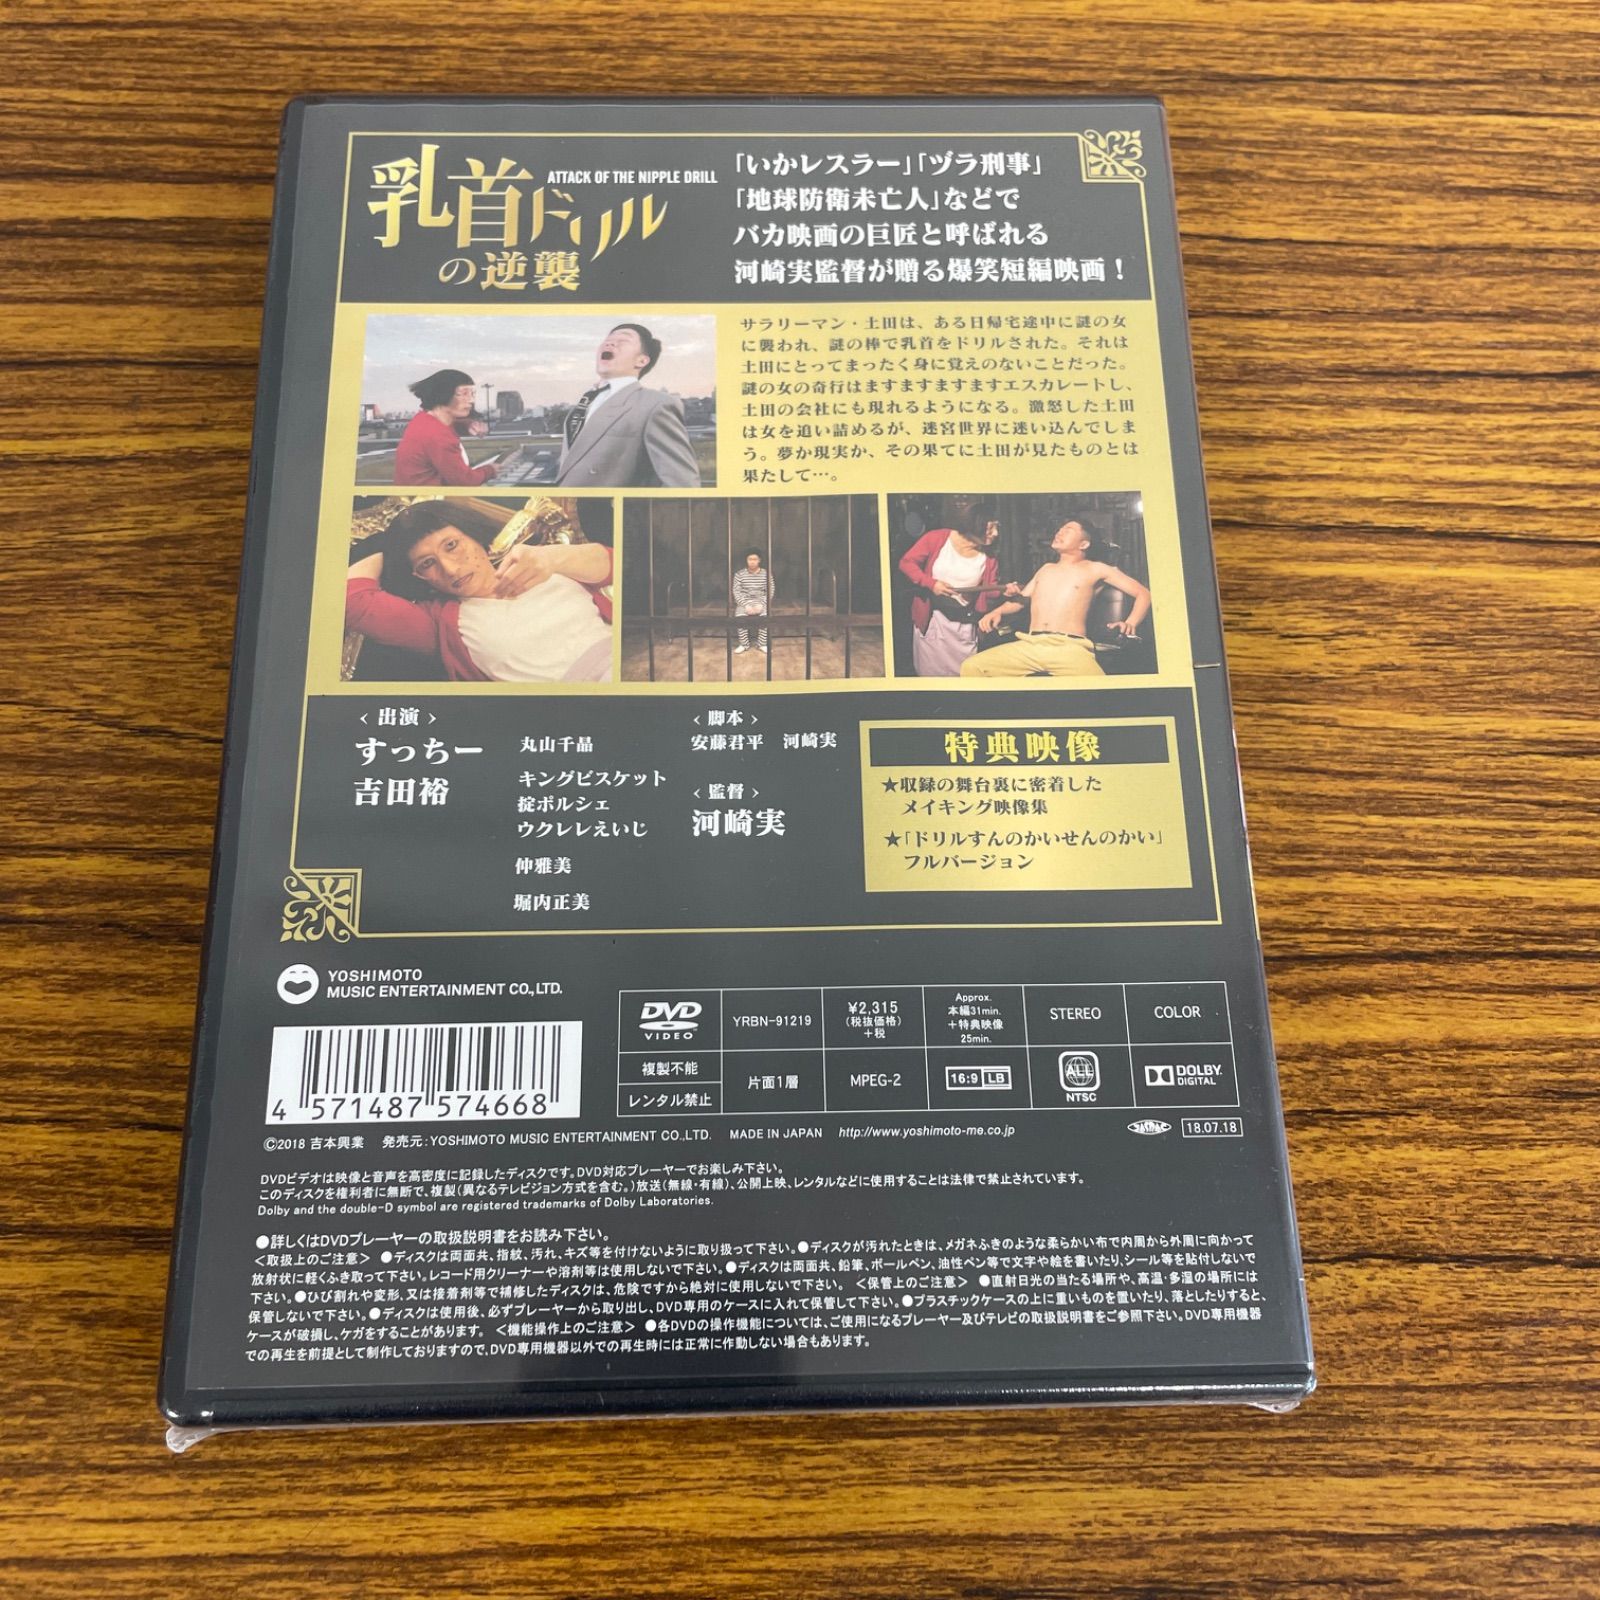 乳首ドリル
ATTACK OF THE NIPPLE DRILL
の逆襲
「いかレスラー」「ヅラ刑事」
「地球防衛未亡人」などで
バカ映画の巨匠と呼ばれる
河崎実監督が贈る爆笑短編映画！
サラリーマン・土田は、ある日帰宅途中に謎の女
に襲われ、謎の棒で乳首をドリルされた。それは
土田にとってまったく身に覚えのないことだった。
謎の女の奇行はますますますますエスカレートし、
土田の会社にも現れるようになる。激怒した土田
は女を追い詰めるが、迷宮世界に迷い込んでしま
う。夢か現実か、その果てに土田が見たものとは
果たして…。
〈 出演 〉
すっちー
吉田裕
丸山千晶
キングビスケット
掟ポルシェ
ウクレレえいじ
仲雅美
堀内正美
〈 脚本 〉
安藤君平 河崎実
〈 監督 〉
河崎実
特典映像
★収録の舞台裏に密着した
メイキング映像集
★「ドリルすんのかいせんのかい」
フルバージョン
YOSHIMOTO
MUSIC ENTERTAINMENT CO.,LTD.
4 571487 574668
DVD
VIDEO
YRBN-91219
¥2,315
(税抜価格)
+税
Approx.
本編31min.
+特典映像
25min.
STEREO
COLOR
複製不能
レンタル禁止
片面1層
MPEG-2
16:9 LB
ALL
NTSC
DOLBY
DIGITAL
©2018 吉本興業 発売元:YOSHIMOTO MUSIC ENTERTAINMENT CO.,LTD. MADE IN JAPAN http://www.yoshimoto-me.co.jp
18.07.18
DVDビデオは映像と音声を高密度に記録したディスクです。DVD対応プレーヤーでお楽しみ下さい。
このディスクを権利者に無断で、複製(異なるテレビジョン方式を含む。)放送(無線・有線)、公開上映、レンタルなどに使用することは法律で禁止されています。
Dolby and the double-D symbol are registered trademarks of Dolby Laboratories.
●詳しくはDVDプレーヤーの取扱説明書をお読み下さい。
＜取扱上のご注意＞ ●ディスクは両面共、指紋、汚れ、キズ等を付けないように取り扱って下さい。●ディスクが汚れたときは、メガネふきのような柔らかい布で内周から外周に向かって
放射状に軽くふき取って下さい。レコード用クリーナーや溶剤等は使用しないで下さい。●ディスクは両面共、鉛筆、ボールペン、油性ペン等で文字や絵を書いたり、シール等を貼付しないで
下さい。●ひび割れや変形、又は接着剤等で補修したディスクは、危険ですから絶対に使用しないで下さい。 ＜保管上のご注意＞ ●直射日光の当たる場所や、高温・多湿の場所には
保管しないで下さい。●ディスクは使用後、必ずプレーヤーから取り出し、DVD専用のケースに入れて保管して下さい。●プラスチックケースの上に重いものを置いたり、落としたりすると、
ケースが破損し、ケガをすることがあります。 ＜機能操作上のご注意＞ ●各DVDの操作機能については、ご使用になるプレーヤー及びテレビの取扱説明書をご参照下さい。DVD専用機器
での再生を前提として制作しておりますので、DVD専用機器以外での再生時には正常に作動しない場合もあります。